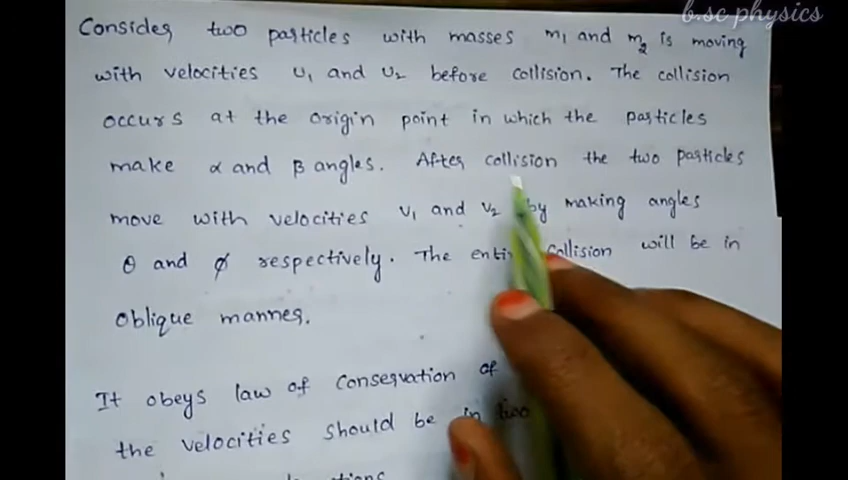 b.sc physics
Consider two particles with masses m₁ and m₂ is moving
with velocities u₁ and u₂ before collision. The collision
occurs at the origin point in which the particles
make α and β angles. After collision the two particles
move with velocities v₁ and v₂ by making angles
θ and ϕ respectively. The collision will be in
oblique manner.
It obeys law of conservation of
the velocities should be in two